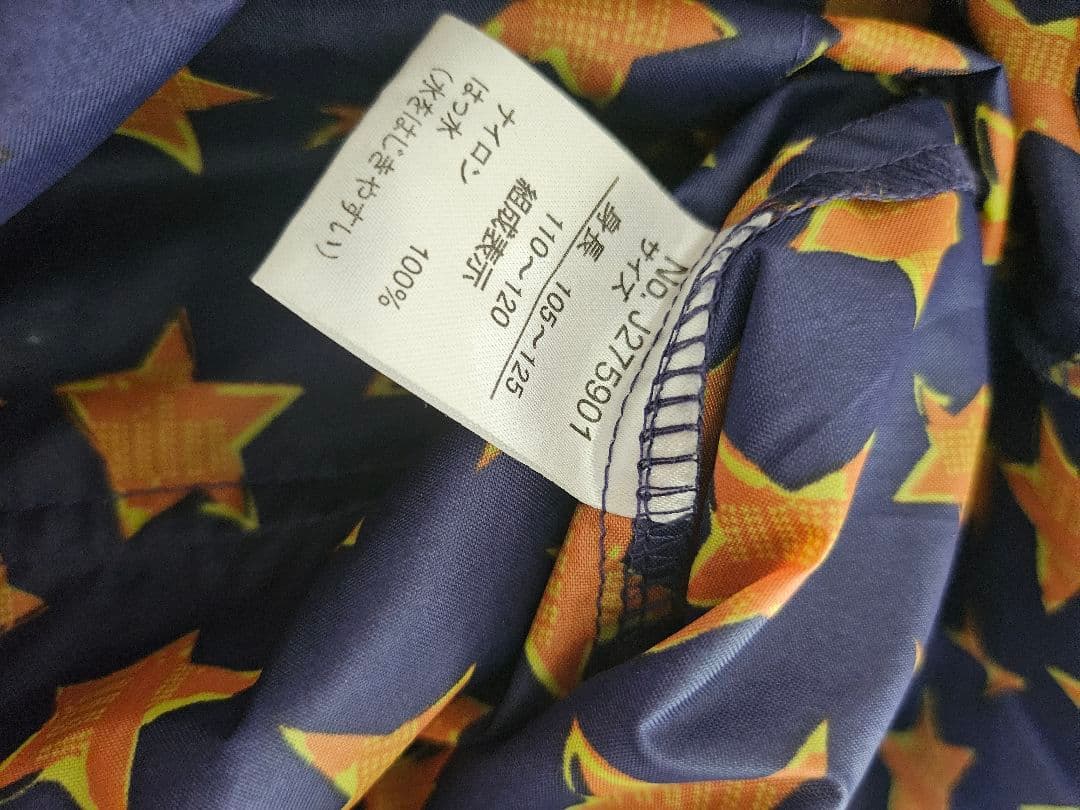 No. J275901
サイズ 105~125
身長 110~120
組成表示
ナイロン 100%
はっ水
(水をはじきやすい)